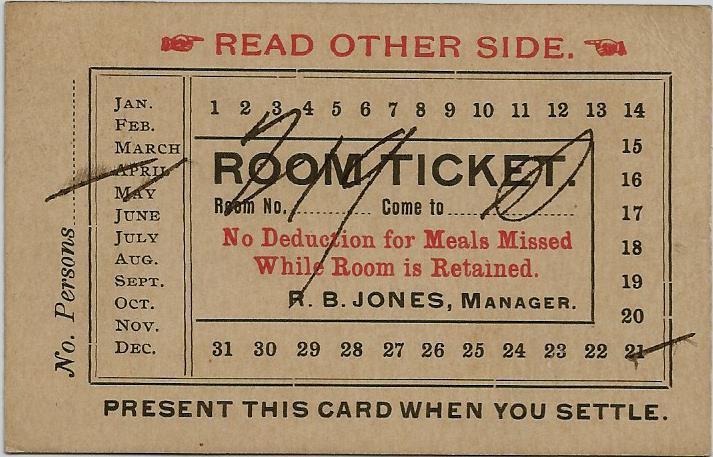 READ OTHER SIDE.
No. Persons
JAN.
FEB.
MARCH
APRIL
MAY
JUNE
JULY
AUG.
SEPT.
OCT.
NOV.
DEC.
1 2 3 4 5 6 7 8 9 10 11 12 13 14
15
16
17
18
19
20
31 30 29 28 27 26 25 24 23 22 21
ROOM TICKET.
Room No. Come to
No Deduction for Meals Missed
While Room is Retained.
R. B. JONES, MANAGER.
PRESENT THIS CARD WHEN YOU SETTLE.